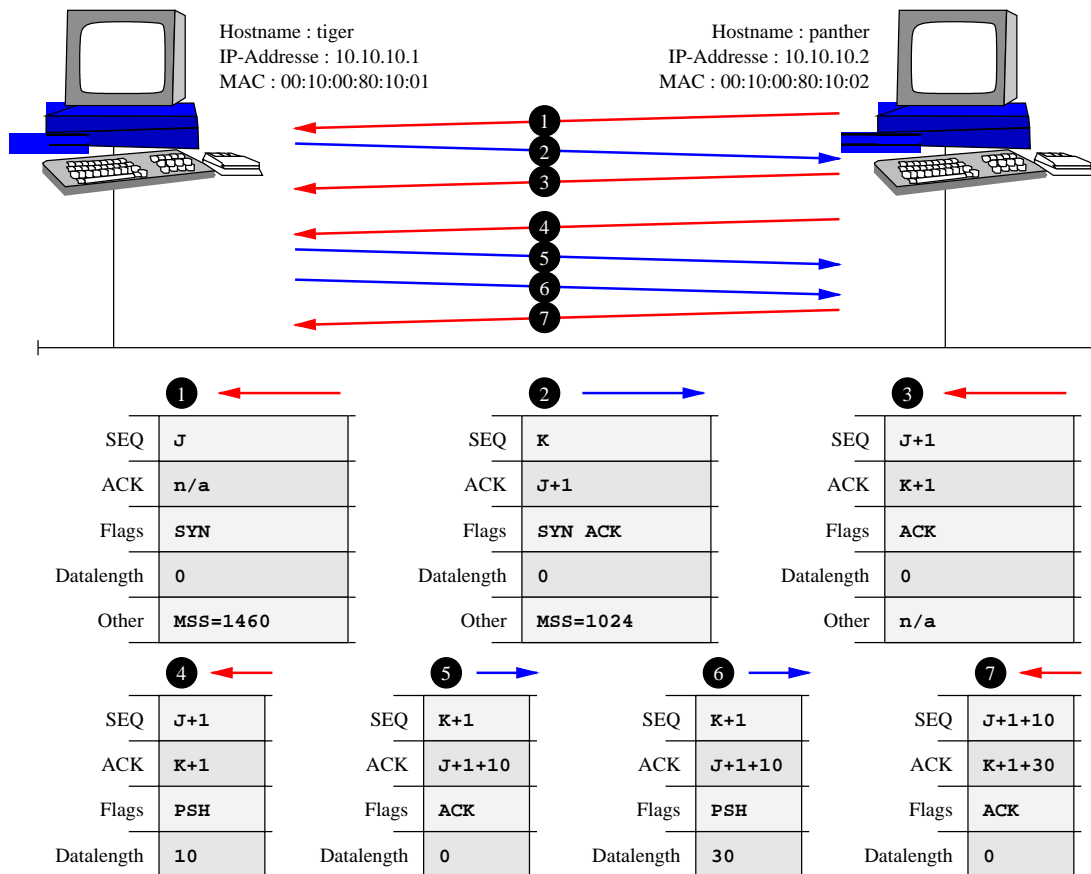 Hostname : tiger
IP-Addresse : 10.10.10.1
MAC : 00:10:00:80:10:01
Hostname : panther
IP-Addresse : 10.10.10.2
MAC : 00:10:00:80:10:02
1
2
3
4
5
6
7
1
SEQ J
ACK n/a
Flags SYN
Datalength 0
Other MSS=1460
2
SEQ K
ACK J+1
Flags SYN ACK
Datalength 0
Other MSS=1024
3
SEQ J+1
ACK K+1
Flags ACK
Datalength 0
Other n/a
4
SEQ J+1
ACK K+1
Flags PSH
Datalength 10
5
SEQ K+1
ACK J+1+10
Flags ACK
Datalength 0
6
SEQ K+1
ACK J+1+10
Flags PSH
Datalength 30
7
SEQ J+1+10
ACK K+1+30
Flags ACK
Datalength 0